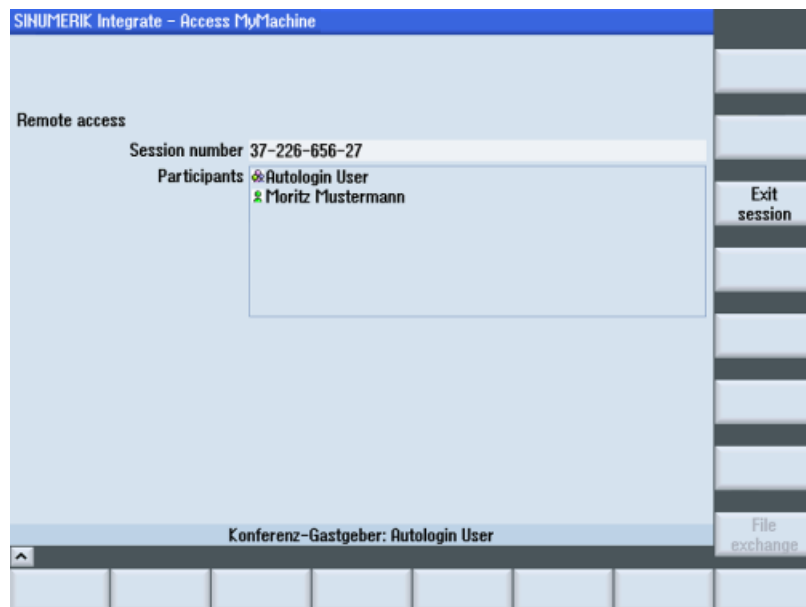 SINUMERIK Integrate - Access MyMachine
Remote access
Session number 37-226-656-27
Participants Autologin User
Moritz Mustermann
Exit
session
Konferenz-Gastgeber: Autologin User
File
exchange